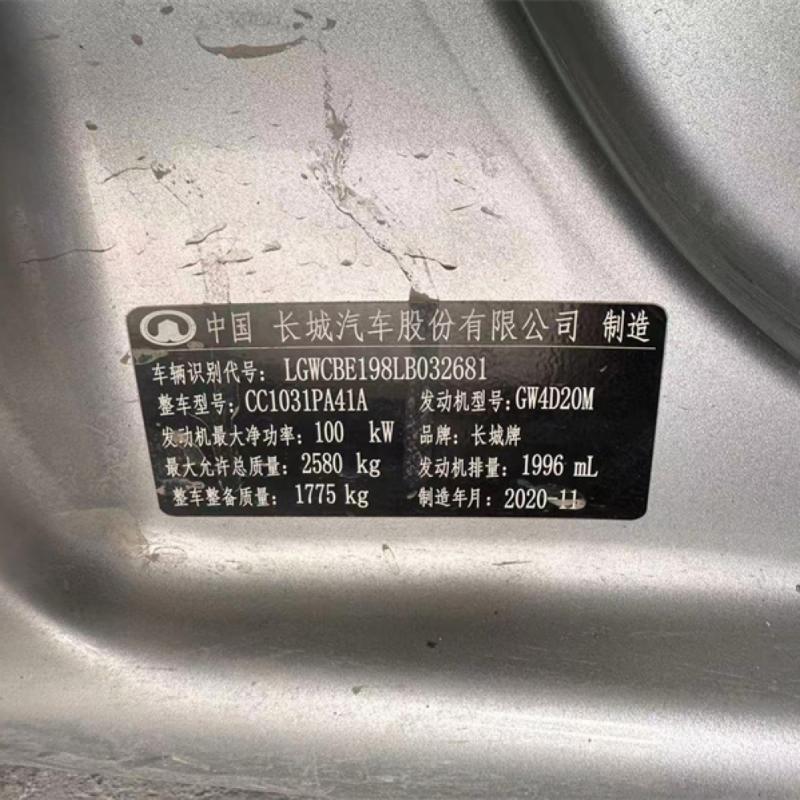 中国 长城汽车股份有限公司 制造
车辆识别代号: LGWCBE198LB032681
整车型号: CC1031PA41A 发动机型号: GW4D20M
发动机最大净功率: 100 kW 品牌: 长城牌
最大允许总质量: 2580 kg 发动机排量: 1996 mL
整车整备质量: 1775 kg 制造年月: 2020-11